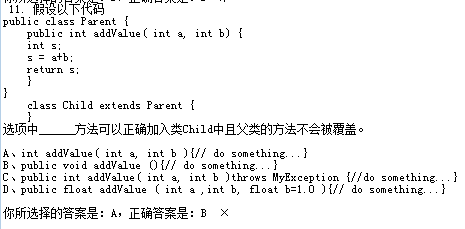 11. 假设以下代码
public class Parent {
public int addValue( int a, int b) {
int s;
s = a+b;
return s;
}
}
class Child extends Parent {
}
选项中______方法可以正确加入类Child中且父类的方法不会被覆盖。
A、int addValue( int a, int b ){// do something...}
B、public void addValue (){// do something...}
C、public int addValue( int a, int b )throws MyException {//do something...}
D、public float addValue ( int a ,int b, float b=1.0 ){// do something...}
你所选择的答案是：A，正确答案是：B ×